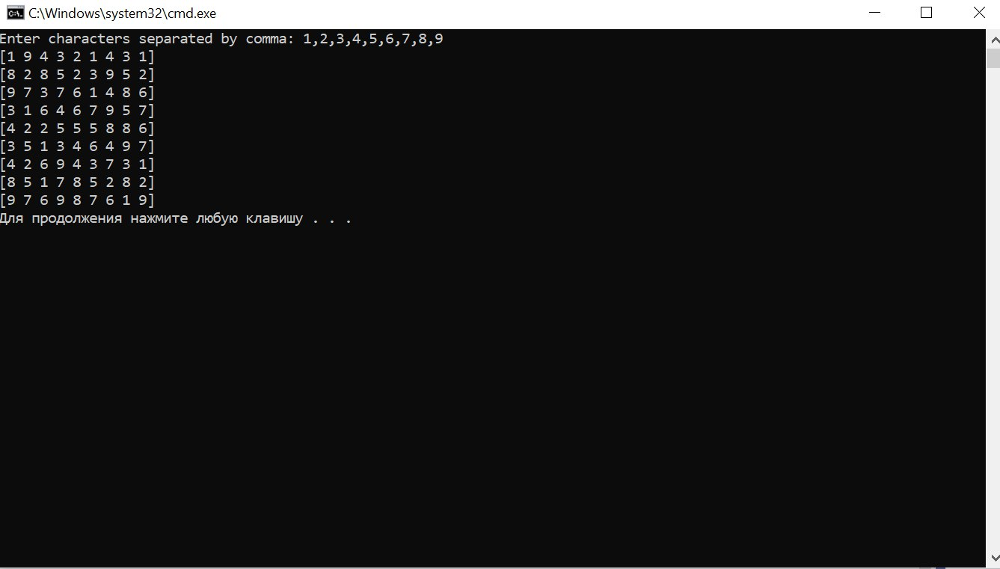 C:\Windows\system32\cmd.exe
Enter characters separated by comma: 1,2,3,4,5,6,7,8,9
[1 9 4 3 2 1 4 3 1]
[8 2 8 5 2 3 9 5 2]
[9 7 3 7 6 1 4 8 6]
[3 1 6 4 6 7 9 5 7]
[4 2 2 5 5 5 8 8 6]
[3 5 1 3 4 6 4 9 7]
[4 2 6 9 4 3 7 3 1]
[8 5 1 7 8 5 2 8 2]
[9 7 6 9 8 7 6 1 9]
Для продолжения нажмите любую клавишу . . .